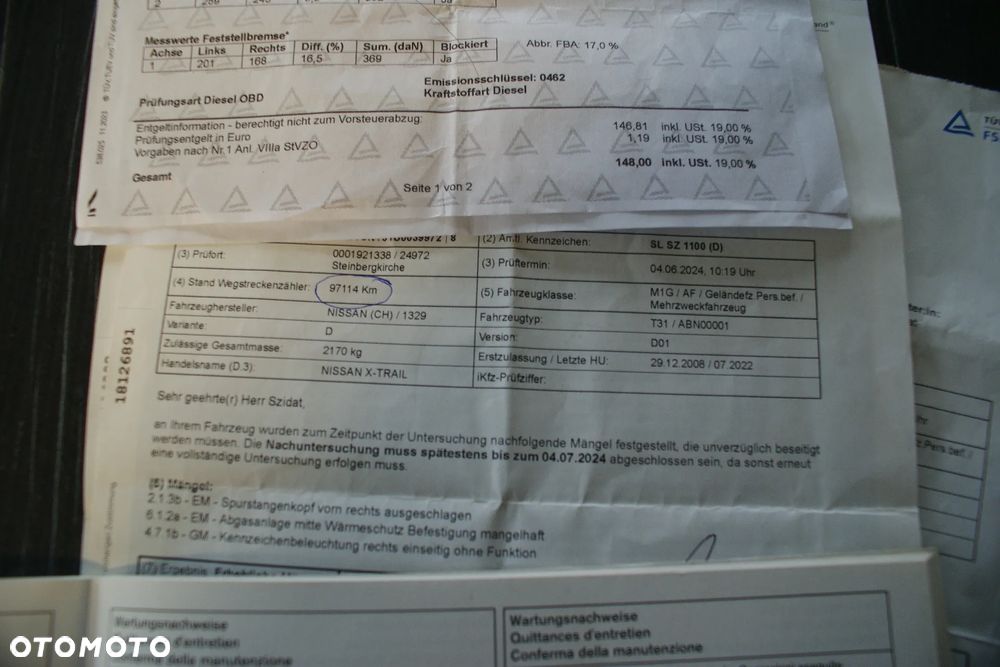 Messwerte Feststellbremse*
Achse Links Rechts Diff. (%) Sum. (daN) Blockiert Abbr. FBA: 17,0 %
1 201 168 16,5 369 Ja
Emissionsschlüssel: 0462
Prüfungsart Diesel OBD Kraftstoffart Diesel
Entgeltinformation - berechtigt nicht zum Vorsteuerabzug:
Prüfungsentgelt in Euro 146,81 inkl. USt. 19,00 %
Vorgaben nach Nr.1 Anl. VIIIa StVZO 1,19 inkl. USt. 19,00 %
Gesamt 148,00 inkl. USt. 19,00 %
Seite 1 von 2
(2) Amtl. Kennzeichen: SL SZ 1100 (D)
(3) Prüfort: 0001921338 / 24972 Steinbergkirche (3) Prüftermin: 04.06.2024, 10:19 Uhr
(4) Stand Wegstreckenzähler: 97114 Km (5) Fahrzeugklasse: M1G / AF / Geländefz.Pers.bef. / Mehrzweckfahrzeug
Fahrzeughersteller: NISSAN (CH) / 1329 Fahrzeugtyp: T31 / ABN00001
Variante: D Version: D01
Zulässige Gesamtmasse: 2170 kg Erstzulassung / Letzte HU: 29.12.2008 / 07.2022
Handelsname (D.3): NISSAN X-TRAIL iKfz-Prüfziffer:
18126891
Sehr geehrte(r) Herr Szidat,
an Ihrem Fahrzeug wurden zum Zeitpunkt der Untersuchung nachfolgende Mängel festgestellt, die unverzüglich beseitigt
werden müssen. Die Nachuntersuchung muss spätestens bis zum 04.07.2024 abgeschlossen sein, da sonst erneut
eine vollständige Untersuchung erfolgen muss.
(6) Mängel:
2.1.3b - EM - Spurstangenkopf vorn rechts ausgeschlagen
6.1.2a - EM - Abgasanlage mitte Wärmeschutz Befestigung mangelhaft
4.7.1b - GM - Kennzeichenbeleuchtung rechts einseitig ohne Funktion
(7) Ergebnis:
Wartungsnachweise
Quittances d'entretien
Conferma della manutenzione
Wartungsnachweise
Quittances d'entretien
Conferma della manutenzione
OTOMOTO